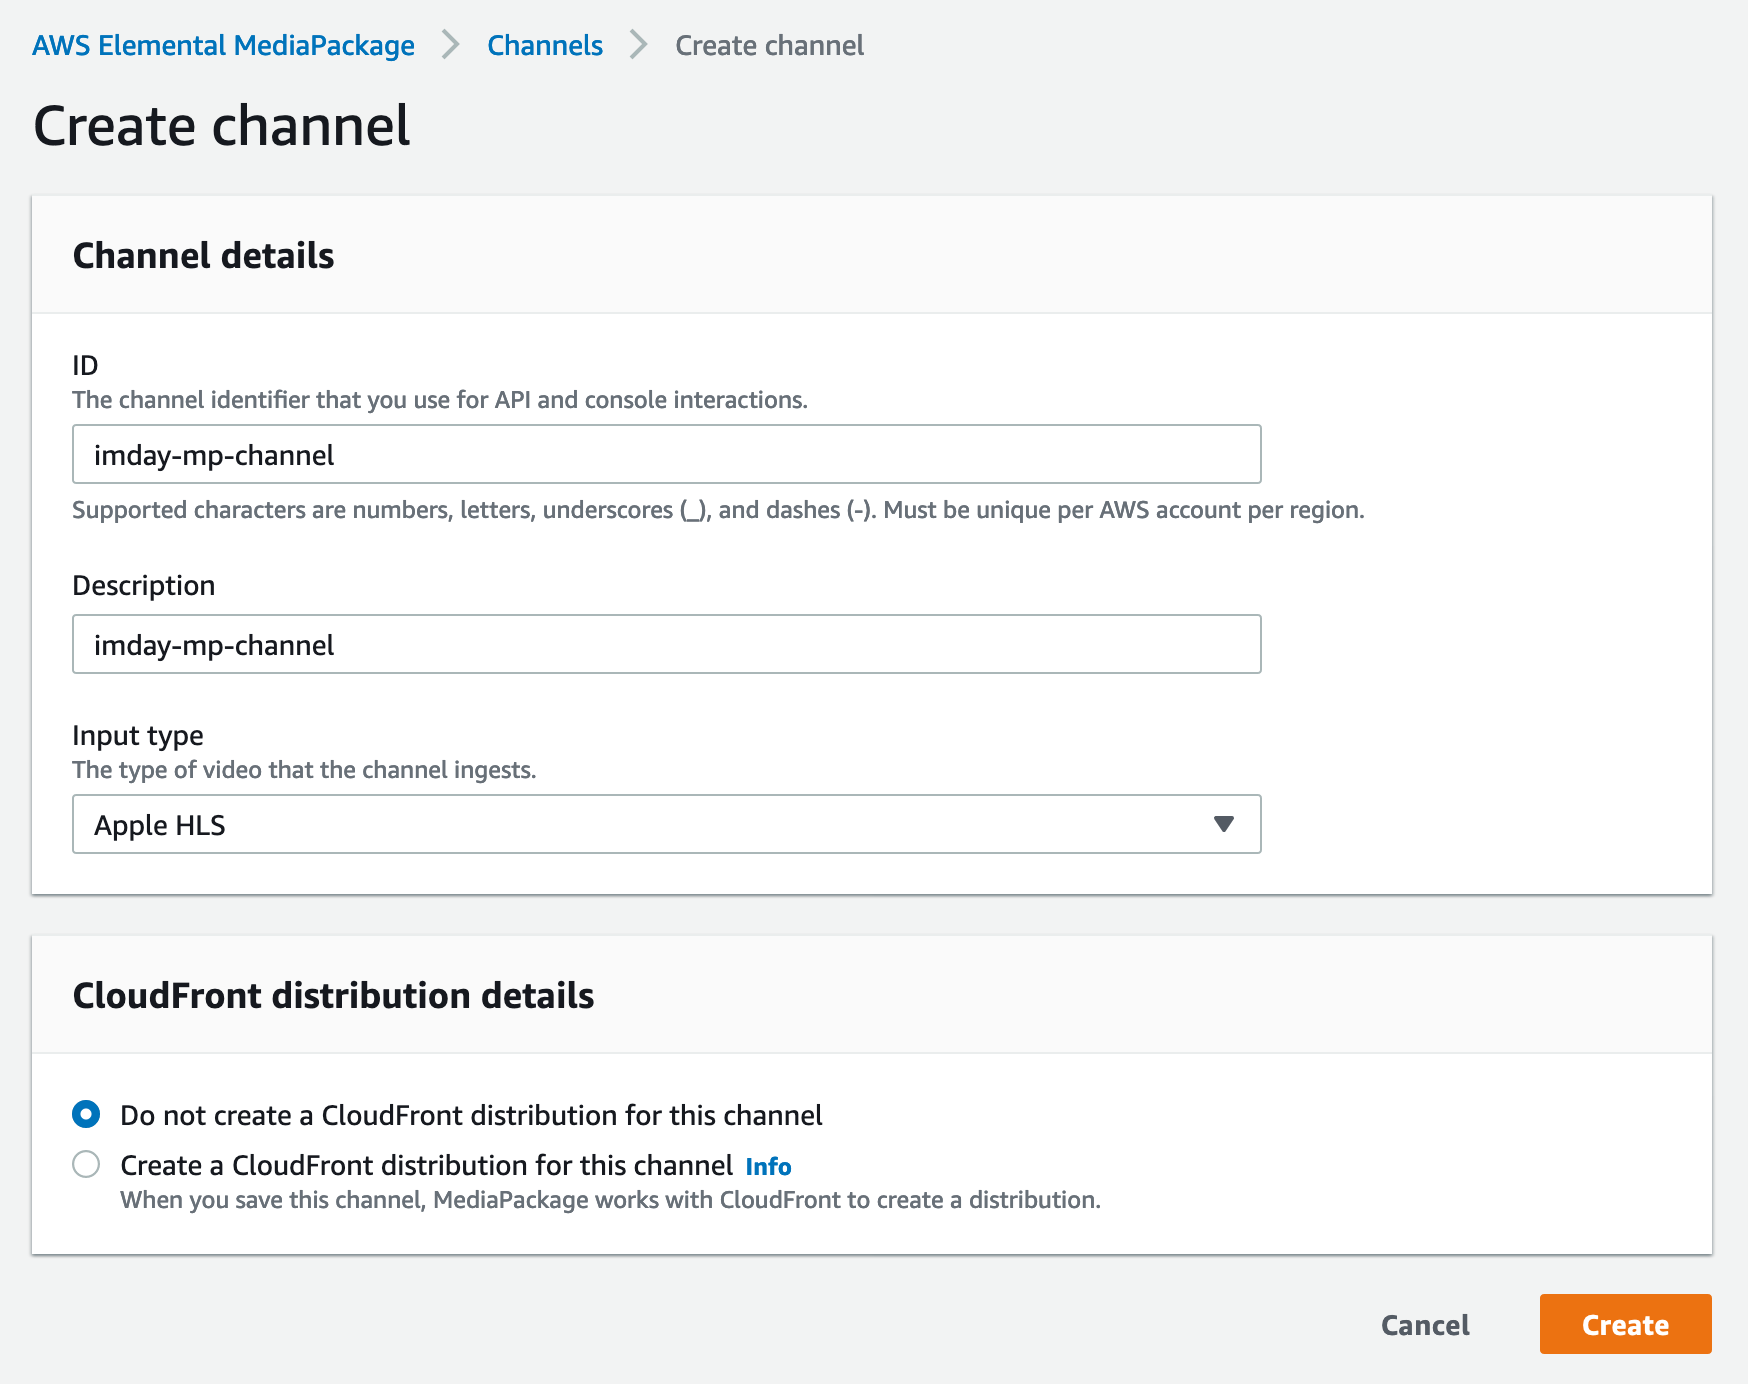 AWS Elemental MediaPackage > Channels > Create channel
Create channel
Channel details
ID
The channel identifier that you use for API and console interactions.
imday-mp-channel
Supported characters are numbers, letters, underscores (_), and dashes (-). Must be unique per AWS account per region.
Description
imday-mp-channel
Input type
The type of video that the channel ingests.
Apple HLS
CloudFront distribution details
Do not create a CloudFront distribution for this channel
Create a CloudFront distribution for this channel Info
When you save this channel, MediaPackage works with CloudFront to create a distribution.
Cancel Create